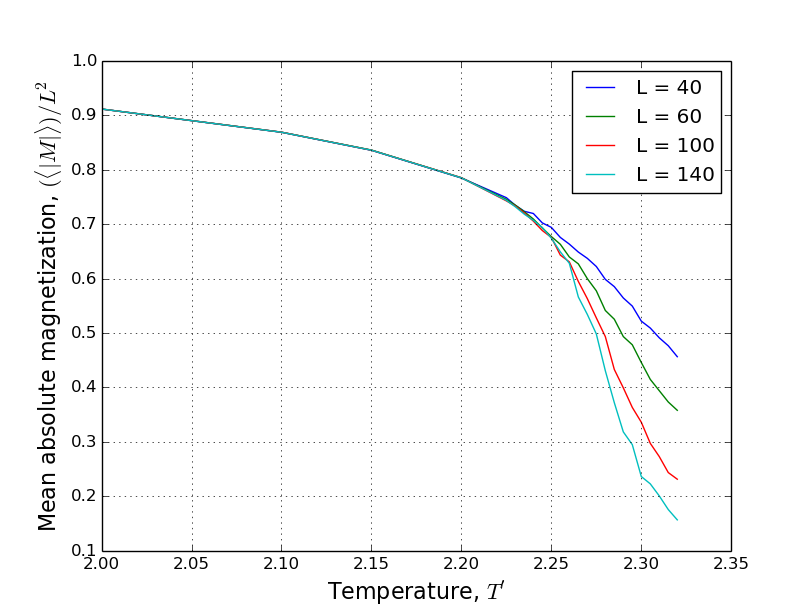 1.0
0.9
0.8
0.7
0.6
0.5
0.4
0.3
0.2
0.1
Mean absolute magnetization, (⟨|M|⟩)/L²
L = 40
L = 60
L = 100
L = 140
2.00 2.05 2.10 2.15 2.20 2.25 2.30 2.35
Temperature, T′